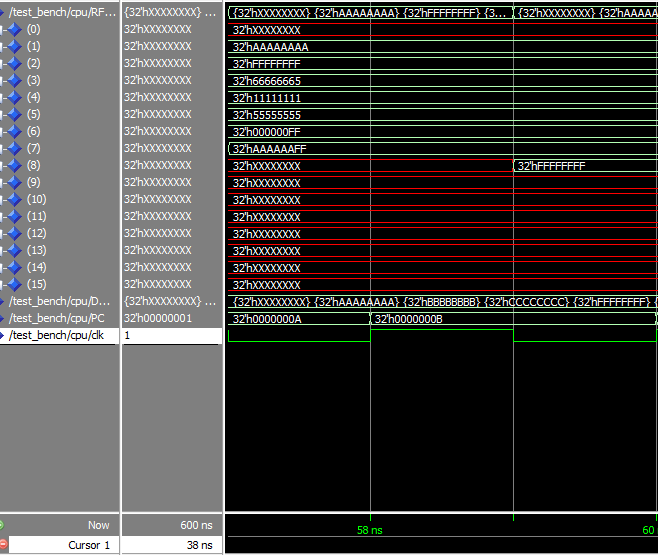 /test_bench/cpu/RF... {32'hXXXXXXXX} ... {32'hXXXXXXXX} {32'hAAAAAAAA} {32'hFFFFFFFF} {3... {32'hXXXXXXXX} {32'hAAAAA
(0) 32'hXXXXXXXX 32'hXXXXXXXX
(1) 32'hXXXXXXXX 32'hAAAAAAAA
(2) 32'hXXXXXXXX 32'hFFFFFFFF
(3) 32'hXXXXXXXX 32'h66666665
(4) 32'hXXXXXXXX 32'h11111111
(5) 32'hXXXXXXXX 32'h55555555
(6) 32'hXXXXXXXX 32'h000000FF
(7) 32'hXXXXXXXX 32'hAAAAAAFF
(8) 32'hXXXXXXXX 32'hXXXXXXXX 32'hFFFFFFFF
(9) 32'hXXXXXXXX 32'hXXXXXXXX
(10) 32'hXXXXXXXX 32'hXXXXXXXX
(11) 32'hXXXXXXXX 32'hXXXXXXXX
(12) 32'hXXXXXXXX 32'hXXXXXXXX
(13) 32'hXXXXXXXX 32'hXXXXXXXX
(14) 32'hXXXXXXXX 32'hXXXXXXXX
(15) 32'hXXXXXXXX 32'hXXXXXXXX
/test_bench/cpu/D... {32'hXXXXXXXX} ... {32'hXXXXXXXX} {32'hAAAAAAAA} {32'hBBBBBBBB} {32'hCCCCCCCC} {32'hFFFFFFFF} {
/test_bench/cpu/PC 32'h00000001 32'h0000000A 32'h0000000B
/test_bench/cpu/clk 1
Now 600 ns 58 ns 60
Cursor 1 38 ns